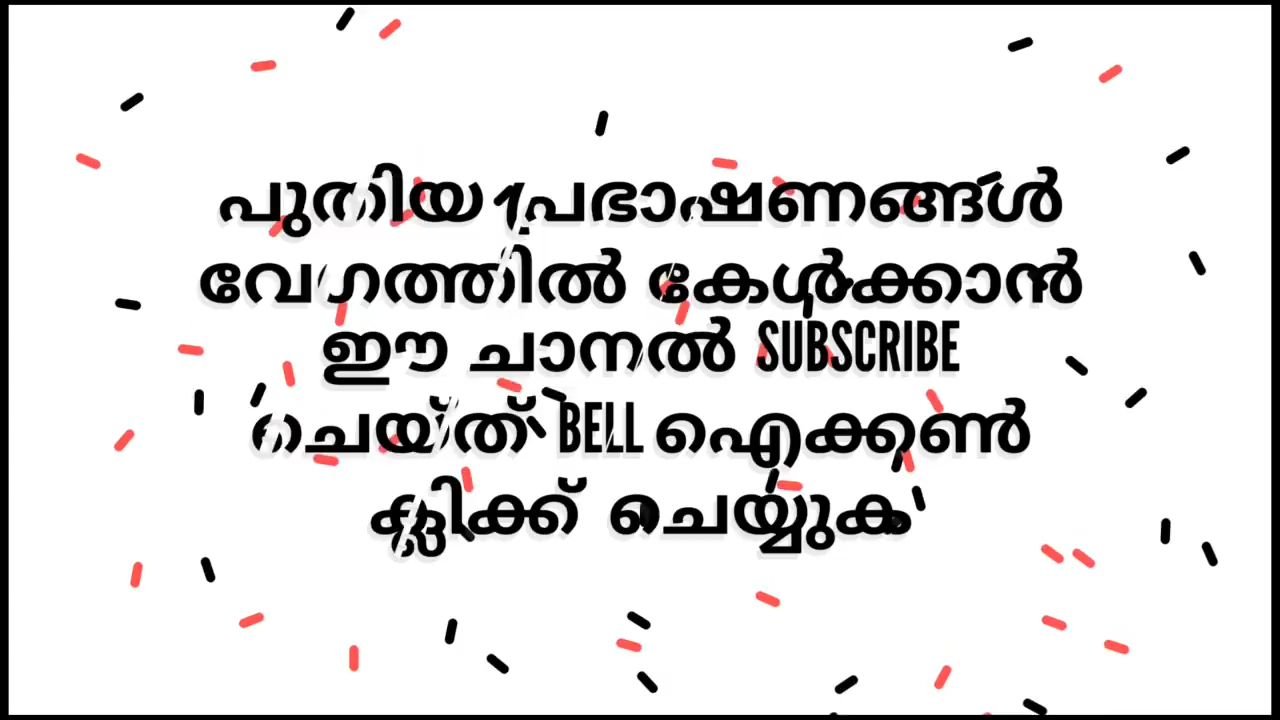 പുതിയ പ്രഭാഷണങ്ങൾ
വേഗത്തിൽ കേൾക്കാൻ
ഈ ചാനൽ SUBSCRIBE
ചെയ്ത് BELL ഐക്കൺ
ക്ലിക്ക് ചെയ്യുക